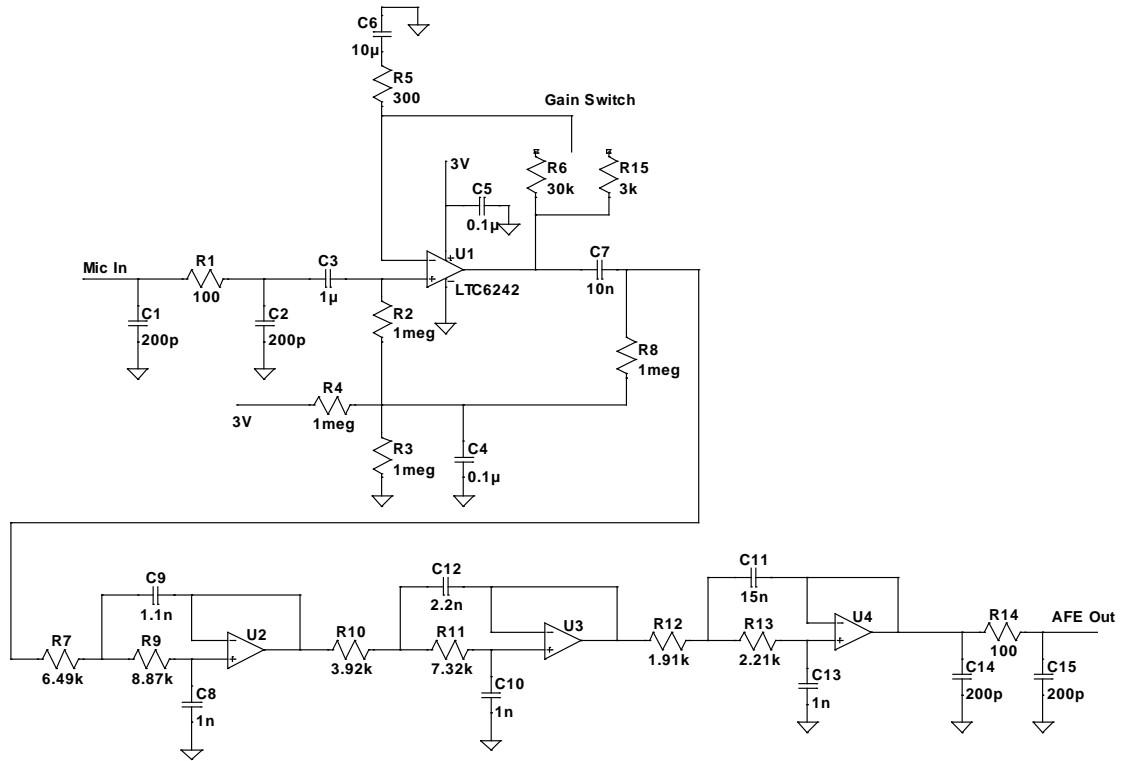 C6
10µ
R5
300
Gain Switch
3V
R6
30k
R15
3k
C5
0.1µ
+
U1
−
+
−
LTC6242
Mic In
R1
100
C3
1µ
C7
10n
C1
200p
C2
200p
R2
1meg
R8
1meg
R4
1meg
3V
R3
1meg
C4
0.1µ
C9
1.1n
C12
2.2n
C11
15n
U2
−
+
U3
−
+
U4
−
+
R7
6.49k
R9
8.87k
R10
3.92k
R11
7.32k
R12
1.91k
R13
2.21k
R14
100
AFE Out
C8
1n
C10
1n
C13
1n
C14
200p
C15
200p